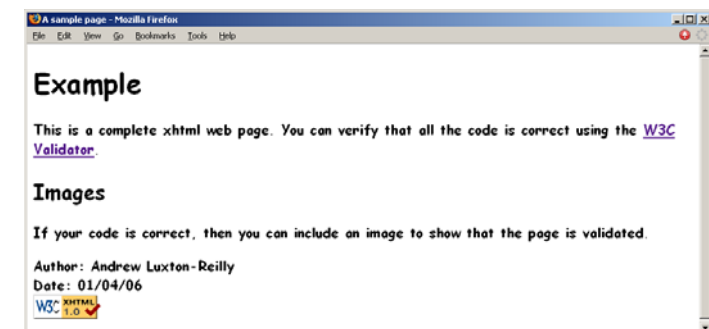 A sample page - Mozilla Firefox
File Edit View Go Bookmarks Tools Help
Example
This is a complete xhtml web page. You can verify that all the code is correct using the W3C
Validator.
Images
If your code is correct, then you can include an image to show that the page is validated.
Author: Andrew Luxton-Reilly
Date: 01/04/06
W3C XHTML 1.0